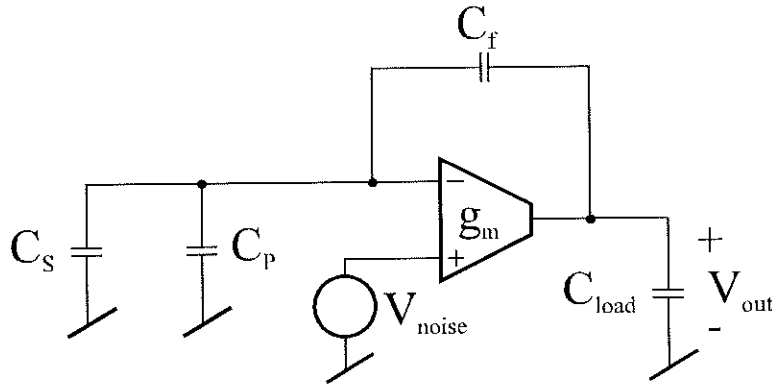 C_f
−
g_m
+
C_S
C_P
V_noise
C_load
+
V_out
-